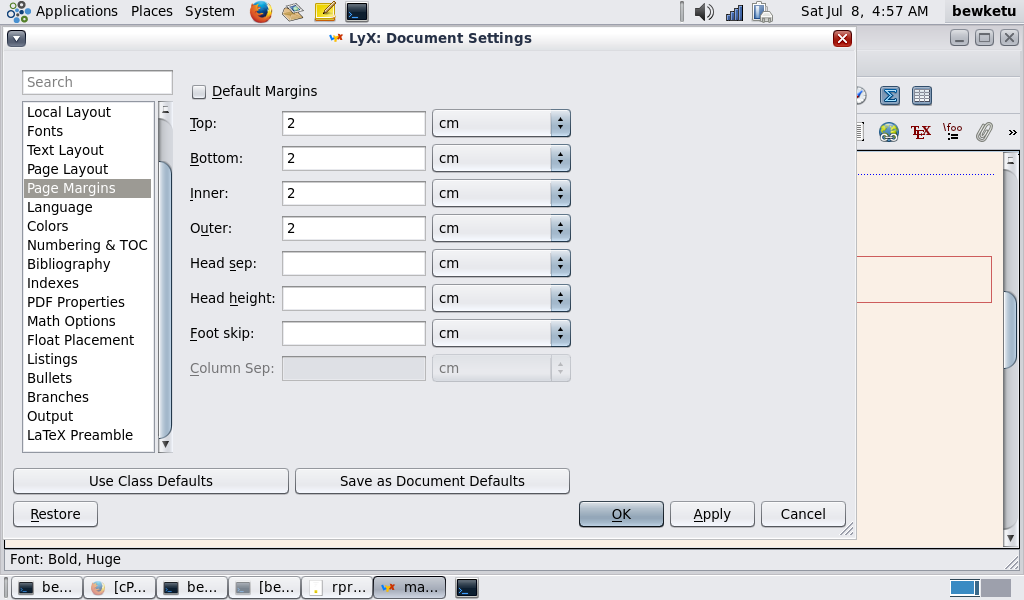 Applications Places System Sat Jul 8, 4:57 AM bewketu
LyX: Document Settings
Search
Local Layout
Fonts
Text Layout
Page Layout
Page Margins
Language
Colors
Numbering & TOC
Bibliography
Indexes
PDF Properties
Math Options
Float Placement
Listings
Bullets
Branches
Output
LaTeX Preamble
Default Margins
Top: 2 cm
Bottom: 2 cm
Inner: 2 cm
Outer: 2 cm
Head sep: cm
Head height: cm
Foot skip: cm
Column Sep: cm
Σ
TEX \foo »
Use Class Defaults Save as Document Defaults
Restore OK Apply Cancel
Font: Bold, Huge
be... [cP... be... [be... rpr... ma...